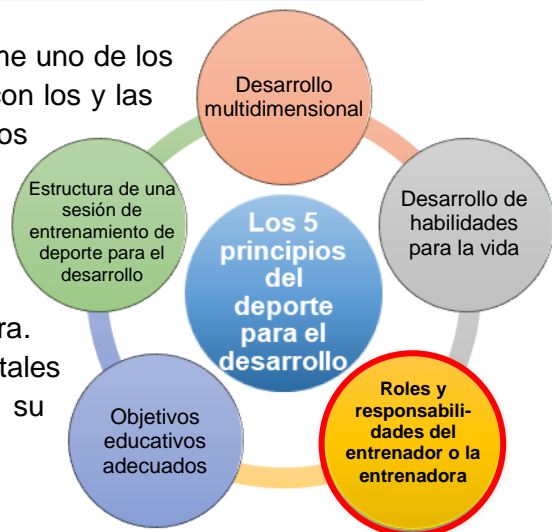 me uno de los
con los y las
os
ra.
tales
su
Desarrollo
multidimensional
Desarrollo de
habilidades
para la vida
Roles y
responsabili-
dades del
entrenador o la
entrenadora
Objetivos
educativos
adecuados
Estructura de una
sesión de
entrenamiento de
deporte para el
desarrollo
Los 5
principios
del
deporte
para el
desarrollo